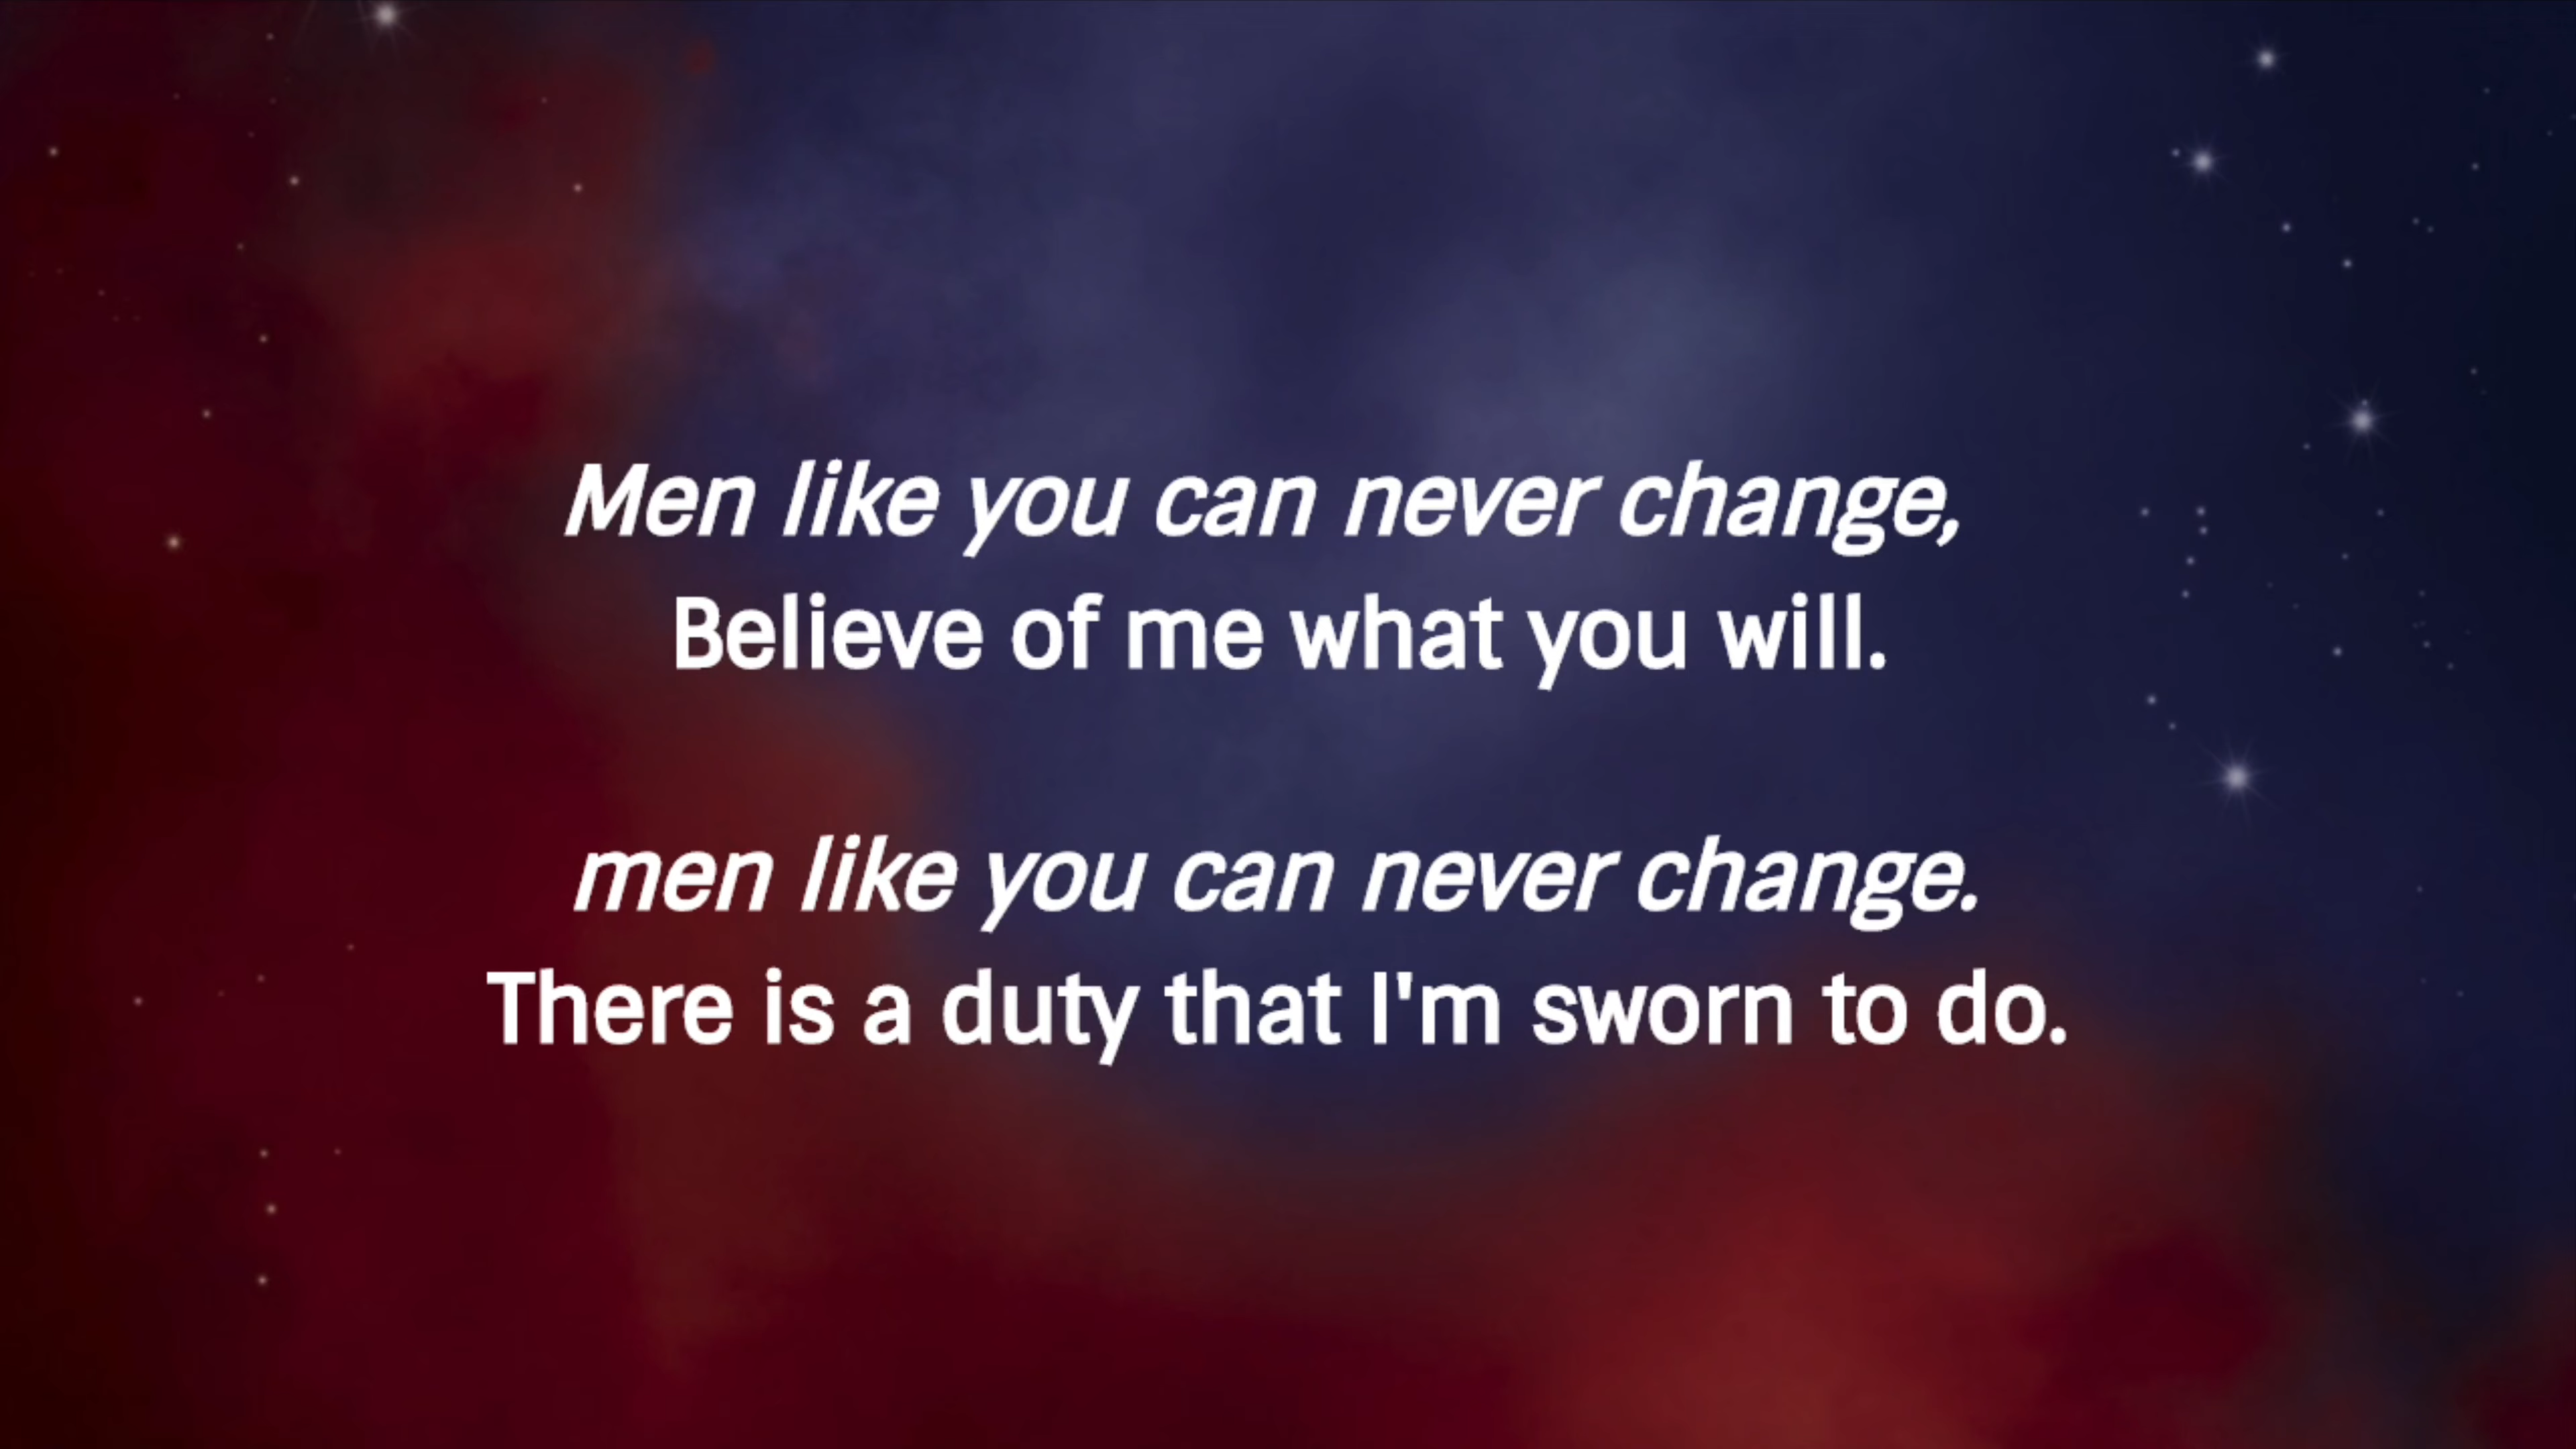 Men like you can never change,
Believe of me what you will.
men like you can never change.
There is a duty that I'm sworn to do.